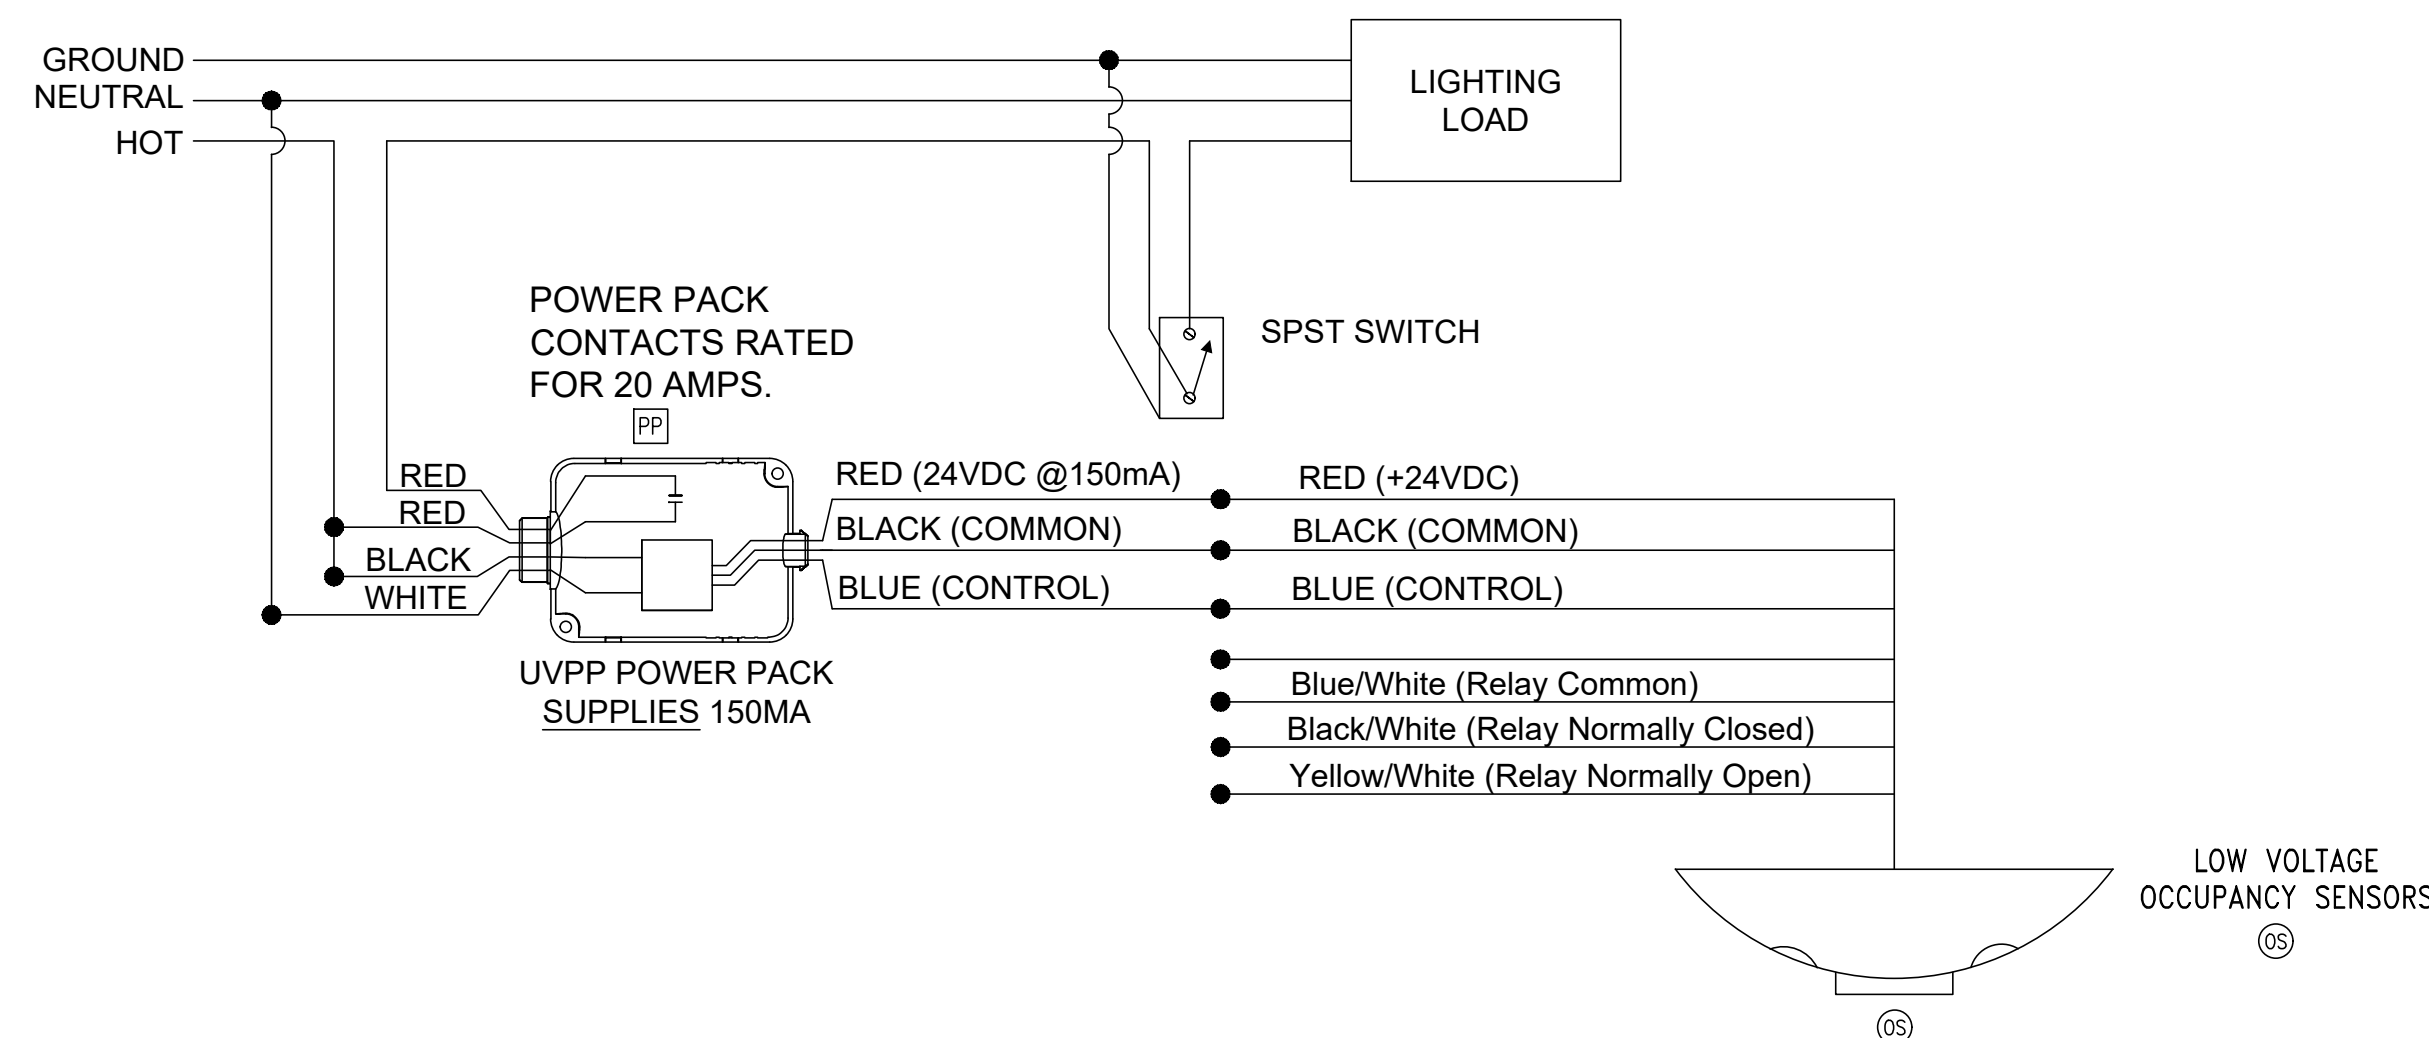 GROUND
NEUTRAL
HOT
LIGHTING
LOAD
POWER PACK
CONTACTS RATED
FOR 20 AMPS.
PP
SPST SWITCH
RED
RED
BLACK
WHITE
RED (24VDC @150mA)
BLACK (COMMON)
BLUE (CONTROL)
RED (+24VDC)
BLACK (COMMON)
BLUE (CONTROL)
UVPP POWER PACK
SUPPLIES 150MA
Blue/White (Relay Common)
Black/White (Relay Normally Closed)
Yellow/White (Relay Normally Open)
LOW VOLTAGE
OCCUPANCY SENSORS
OS
OS